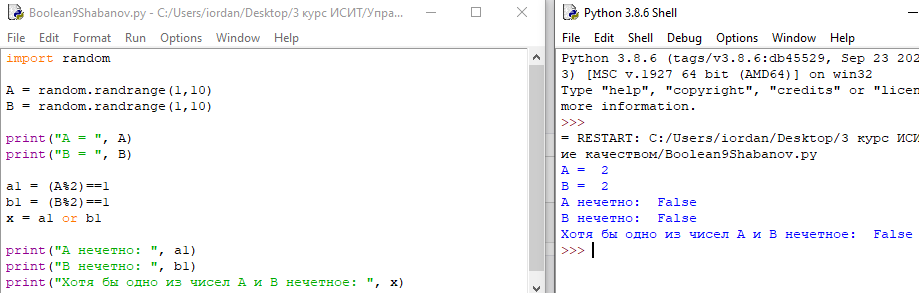 Boolean9Shabanov.py - C:/Users/iordan/Desktop/3 курс ИСИТ/Упра...
File Edit Format Run Options Window Help
import random
A = random.randrange(1,10)
B = random.randrange(1,10)
print("A = ", A)
print("B = ", B)
a1 = (A%2)==1
b1 = (B%2)==1
x = a1 or b1
print("A нечетно: ", a1)
print("B нечетно: ", b1)
print("Хотя бы одно из чисел A и B нечетное: ", x)
Python 3.8.6 Shell
File Edit Shell Debug Options Window Help
Python 3.8.6 (tags/v3.8.6:db45529, Sep 23 202
3) [MSC v.1927 64 bit (AMD64)] on win32
Type "help", "copyright", "credits" or "licen
more information.
>>>
= RESTART: C:/Users/iordan/Desktop/3 курс ИСИ
ие качеством/Boolean9Shabanov.py
A =  2
B =  2
A нечетно:  False
B нечетно:  False
Хотя бы одно из чисел A и B нечетное:  False
>>>